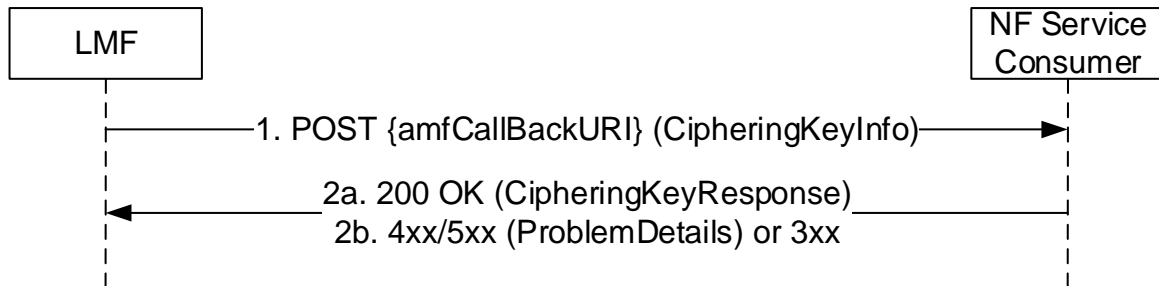 LMF
NF Service
Consumer
1. POST {amfCallBackURI} (CipheringKeyInfo)
2a. 200 OK (CipheringKeyResponse)
2b. 4xx/5xx (ProblemDetails) or 3xx